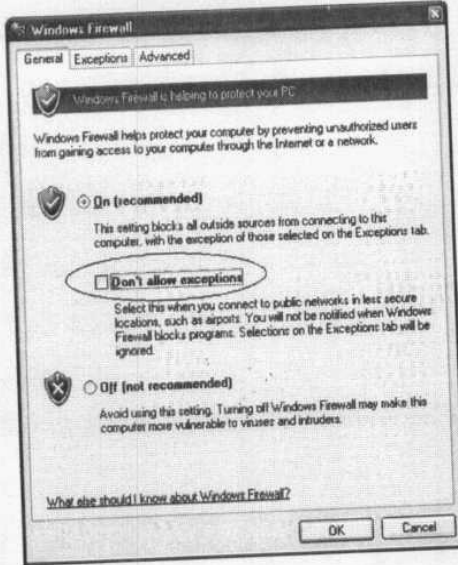 Windows Firewall
General Exceptions Advanced
Windows Firewall is helping to protect your PC
Windows Firewall helps protect your computer by preventing unauthorized users
from gaining access to your computer through the Internet or a network.
On (recommended)
This setting blocks all outside sources from connecting to this
computer, with the exception of those selected on the Exceptions tab.
Don't allow exceptions
Select this when you connect to public networks in less secure
locations, such as airports. You will not be notified when Windows
Firewall blocks programs. Selections on the Exceptions tab will be
ignored.
Off (not recommended)
Avoid using this setting. Turning off Windows Firewall may make this
computer more vulnerable to viruses and intruders.
What else should I know about Windows Firewall?
OK Cancel